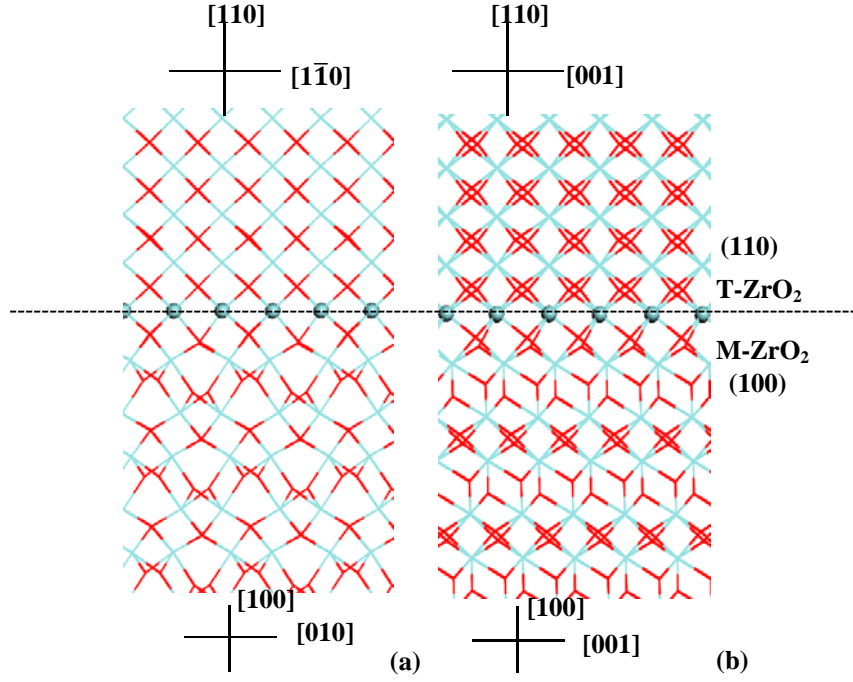 [110]
[110]
[11̄0]
[001]
(110)
T-ZrO₂
M-ZrO₂
(100)
[100]
[100]
[010]
[001]
(a)
(b)